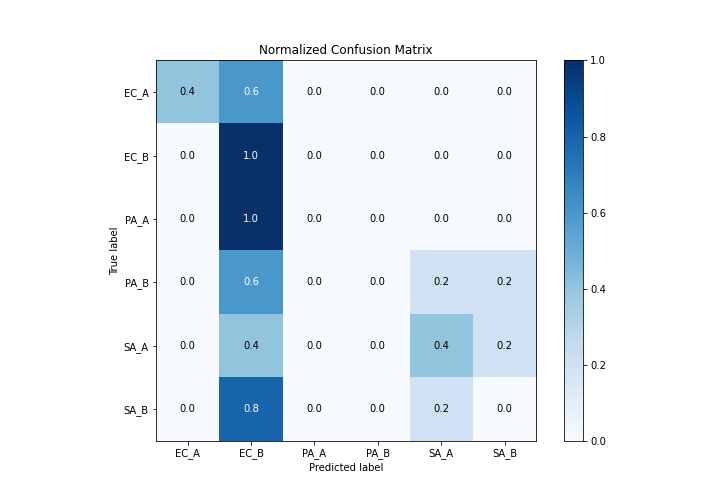 Normalized Confusion Matrix
EC_A 0.4 0.6 0.0 0.0 0.0 0.0
EC_B 0.0 1.0 0.0 0.0 0.0 0.0
PA_A 0.0 1.0 0.0 0.0 0.0 0.0
PA_B 0.0 0.6 0.0 0.0 0.2 0.2
SA_A 0.0 0.4 0.0 0.0 0.4 0.2
SA_B 0.0 0.8 0.0 0.0 0.2 0.0
EC_A EC_B PA_A PA_B SA_A SA_B
Predicted label
True label
1.0
0.8
0.6
0.4
0.2
0.0